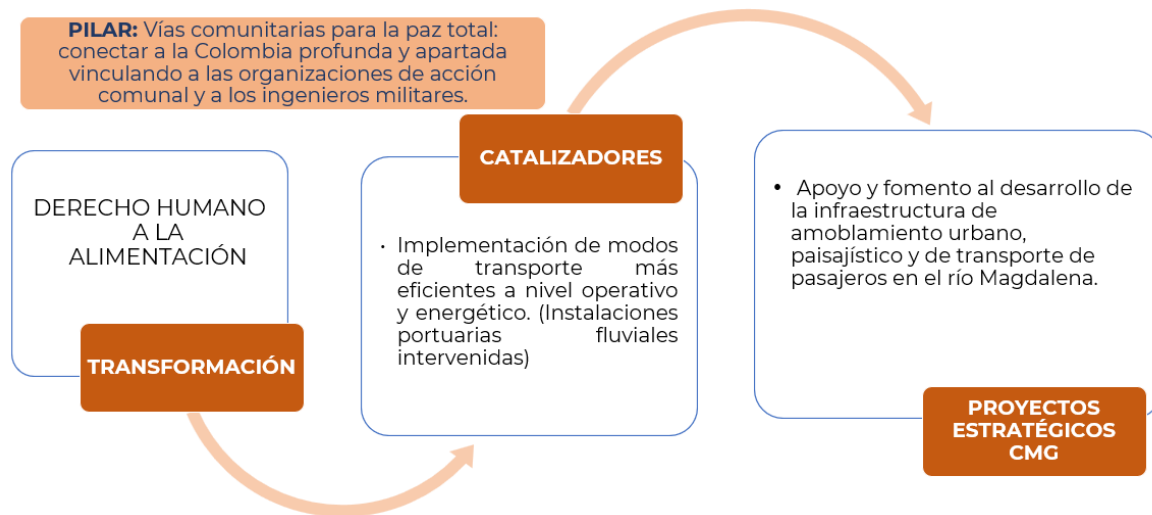 PILAR: Vías comunitarias para la paz total:
conectar a la Colombia profunda y apartada
vinculando a las organizaciones de acción
comunal y a los ingenieros militares.
DERECHO HUMANO
A LA
ALIMENTACIÓN
TRANSFORMACIÓN
CATALIZADORES
· Implementación de modos
de transporte más
eficientes a nivel operativo
y energético. (Instalaciones
portuarias fluviales
intervenidas)
• Apoyo y fomento al desarrollo de
la infraestructura de
amoblamiento urbano,
paisajístico y de transporte de
pasajeros en el río Magdalena.
PROYECTOS
ESTRATÉGICOS
CMG